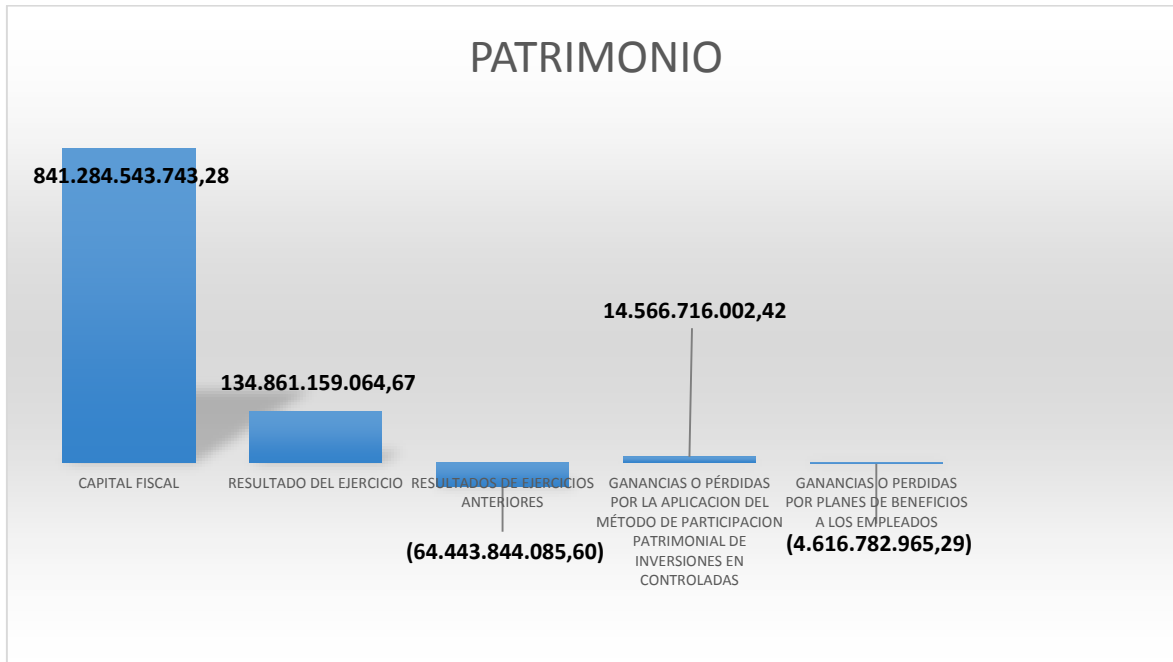 PATRIMONIO
841.284.543.743,28
134.861.159.064,67
(64.443.844.085,60)
14.566.716.002,42
(4.616.782.965,29)
CAPITAL FISCAL
RESULTADO DEL EJERCICIO
RESULTADOS DE EJERCICIOS
ANTERIORES
GANANCIAS O PÉRDIDAS
POR LA APLICACION DEL
MÉTODO DE PARTICIPACION
PATRIMONIAL DE
INVERSIONES EN
CONTROLADAS
GANANCIAS O PERDIDAS
POR PLANES DE BENEFICIOS
A LOS EMPLEADOS